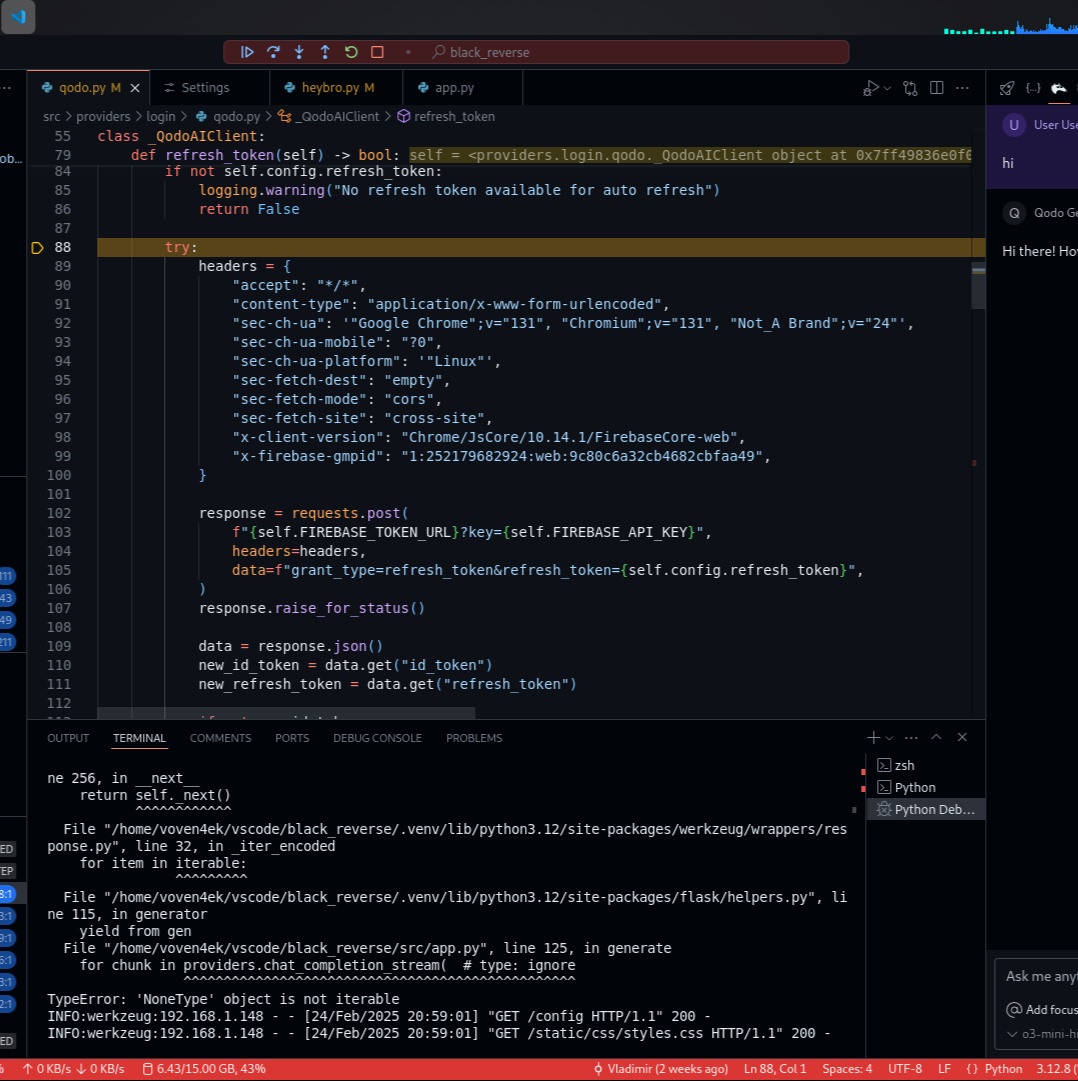 black_reverse
qodo.py M
Settings
heybro.py M
app.py
src > providers > login > qodo.py > _QodoAIClient > refresh_token
55 class _QodoAIClient:
79 def refresh_token(self) -> bool: self = <providers.login.qodo._QodoAIClient object at 0x7ff49836e0f0
84 if not self.config.refresh_token:
85 logging.warning("No refresh token available for auto refresh")
86 return False
87
88 try:
89 headers = {
90 "accept": "*/*",
91 "content-type": "application/x-www-form-urlencoded",
92 "sec-ch-ua": '"Google Chrome";v="131", "Chromium";v="131", "Not_A Brand";v="24"',
93 "sec-ch-ua-mobile": "?0",
94 "sec-ch-ua-platform": '"Linux"',
95 "sec-fetch-dest": "empty",
96 "sec-fetch-mode": "cors",
97 "sec-fetch-site": "cross-site",
98 "x-client-version": "Chrome/JsCore/10.14.1/FirebaseCore-web",
99 "x-firebase-gmpid": "1:252179682924:web:9c80c6a32cb4682cbfaa49",
100 }
101
102 response = requests.post(
103 f"{self.FIREBASE_TOKEN_URL}?key={self.FIREBASE_API_KEY}",
104 headers=headers,
105 data=f"grant_type=refresh_token&refresh_token={self.config.refresh_token}",
106 )
107 response.raise_for_status()
108
109 data = response.json()
110 new_id_token = data.get("id_token")
111 new_refresh_token = data.get("refresh_token")
112
U User Use
hi
Q Qodo Ge
Hi there! Ho
OUTPUT
TERMINAL
COMMENTS
PORTS
DEBUG CONSOLE
PROBLEMS
ne 256, in __next__
return self._next()
^^^^^^^^^^^^
File "/home/voven4ek/vscode/black_reverse/.venv/lib/python3.12/site-packages/werkzeug/wrappers/res
ponse.py", line 32, in _iter_encoded
for item in iterable:
^^^^^^^^^
File "/home/voven4ek/vscode/black_reverse/.venv/lib/python3.12/site-packages/flask/helpers.py", li
ne 115, in generator
yield from gen
File "/home/voven4ek/vscode/black_reverse/src/app.py", line 125, in generate
for chunk in providers.chat_completion_stream(  # type: ignore
^^^^^^^^^^^^^^^^^^^^^^^^^^^^^^^^^^^^^^^^^^^^^^^^^
TypeError: 'NoneType' object is not iterable
INFO:werkzeug:192.168.1.148 - - [24/Feb/2025 20:59:01] "GET /config HTTP/1.1" 200 -
INFO:werkzeug:192.168.1.148 - - [24/Feb/2025 20:59:01] "GET /static/css/styles.css HTTP/1.1" 200 -
zsh
Python
Python Deb...
Ask me any
@ Add focus
o3-mini-h
↑ 0 KB/s ↓ 0 KB/s
6.43/15.00 GB, 43%
Vladimir (2 weeks ago)
Ln 88, Col 1
Spaces: 4
UTF-8
LF
{} Python
3.12.8